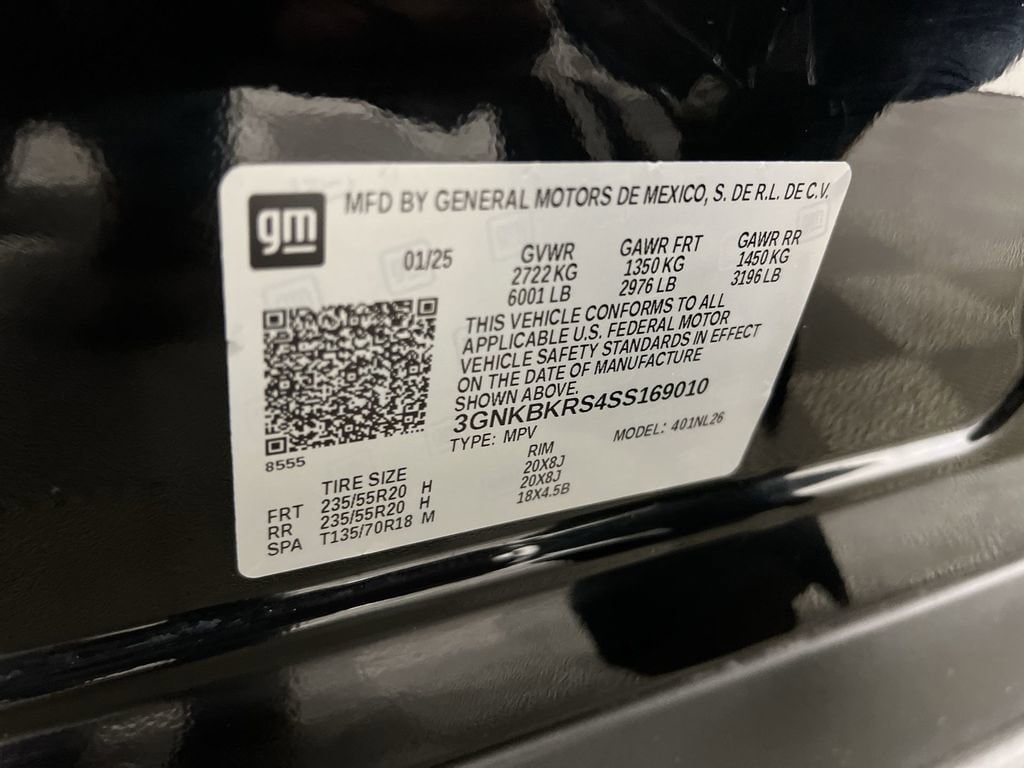 gm
MFD BY GENERAL MOTORS DE MEXICO, S. DE R.L. DE C.V.
01/25
GVWR GAWR FRT GAWR RR
2722 KG 1350 KG 1450 KG
6001 LB 2976 LB 3196 LB
THIS VEHICLE CONFORMS TO ALL
APPLICABLE U.S. FEDERAL MOTOR
VEHICLE SAFETY STANDARDS IN EFFECT
ON THE DATE OF MANUFACTURE
SHOWN ABOVE.
3GNKBKRS4SS169010
TYPE: MPV MODEL: 401NL26
8555
TIRE SIZE RIM
FRT 235/55R20 H 20X8J
RR 235/55R20 H 20X8J
SPA T135/70R18 M 18X4.5B